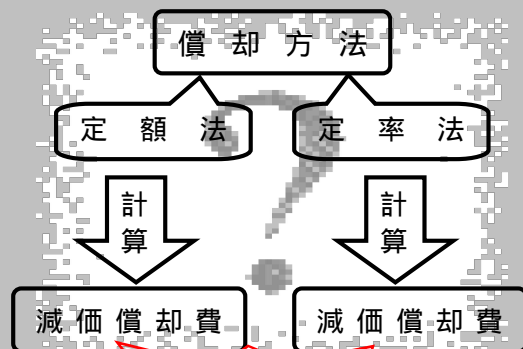 償却方法
定額法
定率法
計算
計算
減価償却費
減価償却費